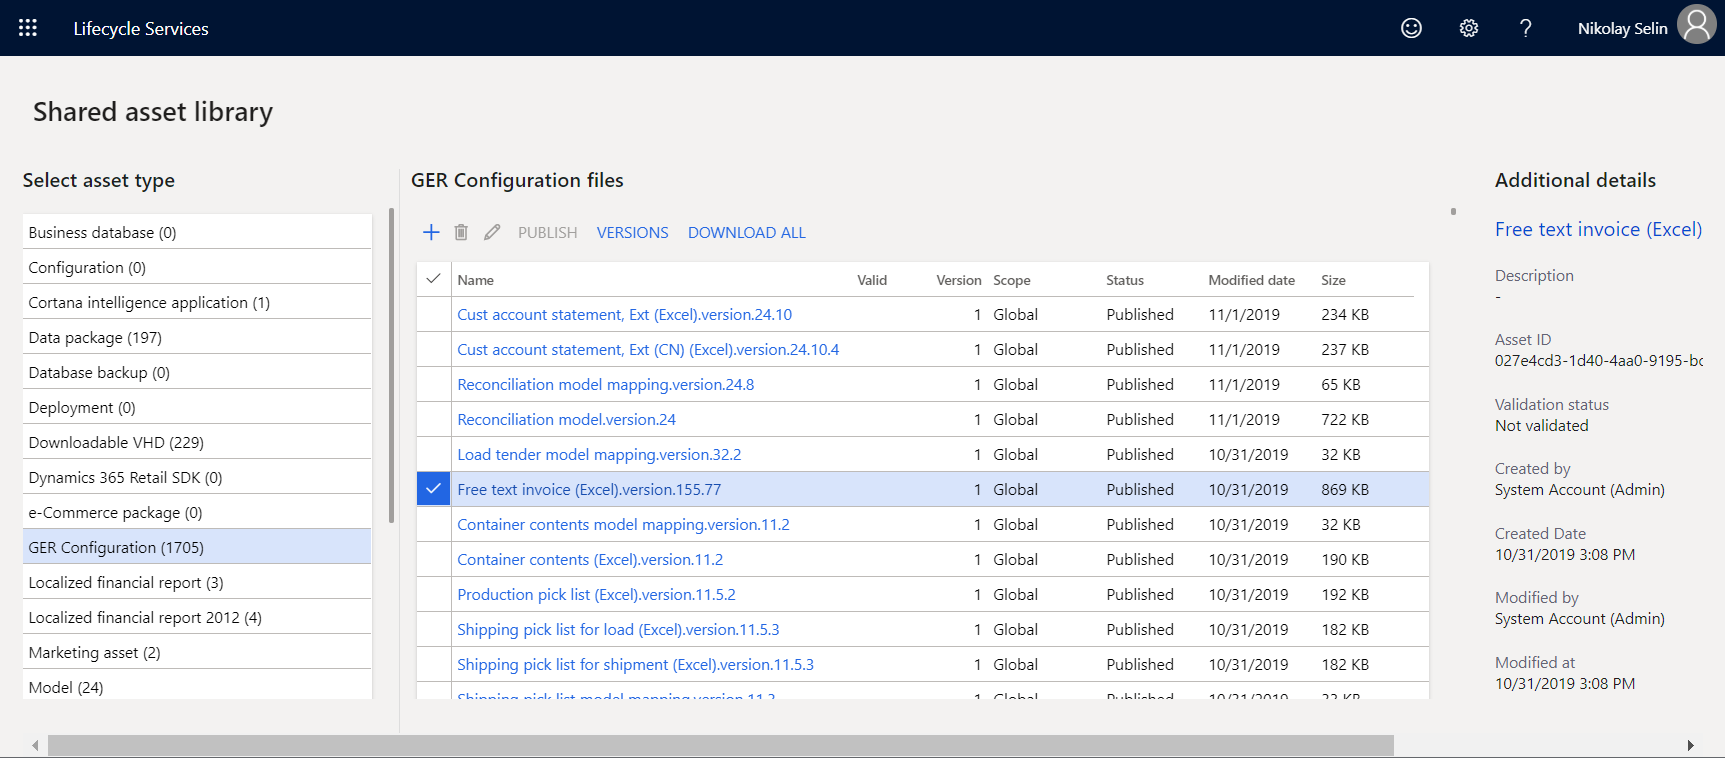 Lifecycle Services
?
Nikolay Selin
Shared asset library
Select asset type
Business database (0)
Configuration (0)
Cortana intelligence application (1)
Data package (197)
Database backup (0)
Deployment (0)
Downloadable VHD (229)
Dynamics 365 Retail SDK (0)
e-Commerce package (0)
GER Configuration (1705)
Localized financial report (3)
Localized financial report 2012 (4)
Marketing asset (2)
Model (24)
GER Configuration files
PUBLISH VERSIONS DOWNLOAD ALL
Name Valid Version Scope Status Modified date Size
Cust account statement, Ext (Excel).version.24.10 1 Global Published 11/1/2019 234 KB
Cust account statement, Ext (CN) (Excel).version.24.10.4 1 Global Published 11/1/2019 237 KB
Reconciliation model mapping.version.24.8 1 Global Published 11/1/2019 65 KB
Reconciliation model.version.24 1 Global Published 11/1/2019 722 KB
Load tender model mapping.version.32.2 1 Global Published 10/31/2019 32 KB
Free text invoice (Excel).version.155.77 1 Global Published 10/31/2019 869 KB
Container contents model mapping.version.11.2 1 Global Published 10/31/2019 32 KB
Container contents (Excel).version.11.2 1 Global Published 10/31/2019 190 KB
Production pick list (Excel).version.11.5.2 1 Global Published 10/31/2019 192 KB
Shipping pick list for load (Excel).version.11.5.3 1 Global Published 10/31/2019 182 KB
Shipping pick list for shipment (Excel).version.11.5.3 1 Global Published 10/31/2019 182 KB
Shipping pick list model mapping.version.11.3 1 Global Published 10/31/2019 33 KB
Additional details
Free text invoice (Excel)
Description
-
Asset ID
027e4cd3-1d40-4aa0-9195-bc
Validation status
Not validated
Created by
System Account (Admin)
Created Date
10/31/2019 3:08 PM
Modified by
System Account (Admin)
Modified at
10/31/2019 3:08 PM